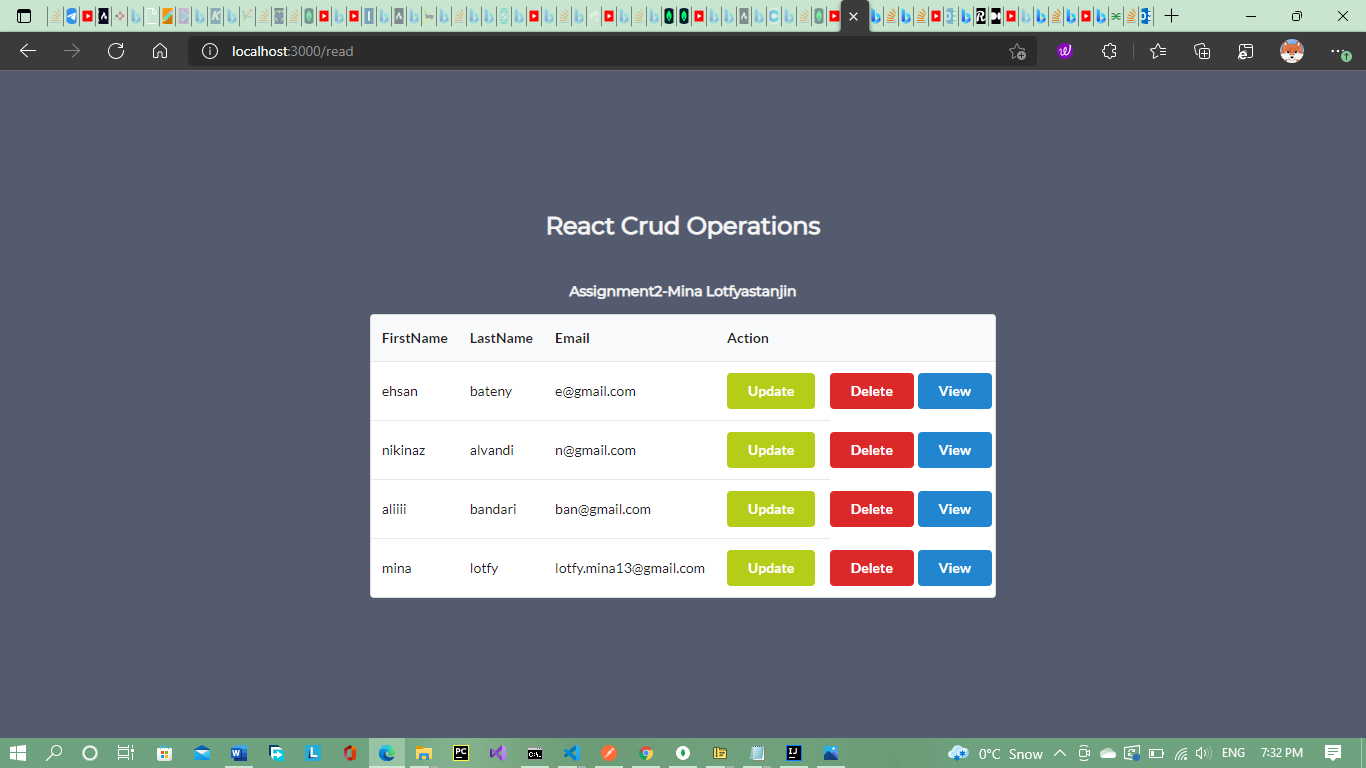 localhost:3000/read
React Crud Operations
Assignment2-Mina Lotfyastanjin
FirstName LastName Email Action
ehsan bateny e@gmail.com Update Delete View
nikinaz alvandi n@gmail.com Update Delete View
aliiii bandari ban@gmail.com Update Delete View
mina lotfy lotfy.mina13@gmail.com Update Delete View
0°C Snow ENG 7:32 PM